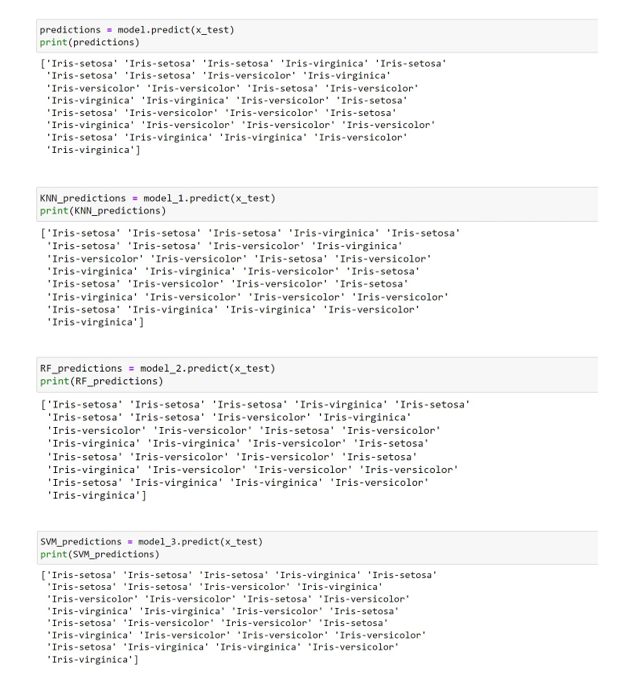 predictions = model.predict(x_test)
print(predictions)
['Iris-setosa' 'Iris-setosa' 'Iris-setosa' 'Iris-virginica' 'Iris-setosa'
'Iris-setosa' 'Iris-setosa' 'Iris-versicolor' 'Iris-virginica'
'Iris-versicolor' 'Iris-versicolor' 'Iris-setosa' 'Iris-versicolor'
'Iris-virginica' 'Iris-virginica' 'Iris-versicolor' 'Iris-setosa'
'Iris-setosa' 'Iris-versicolor' 'Iris-versicolor' 'Iris-setosa'
'Iris-virginica' 'Iris-versicolor' 'Iris-versicolor' 'Iris-versicolor'
'Iris-setosa' 'Iris-virginica' 'Iris-virginica' 'Iris-versicolor'
'Iris-virginica']
KNN_predictions = model_1.predict(x_test)
print(KNN_predictions)
['Iris-setosa' 'Iris-setosa' 'Iris-setosa' 'Iris-virginica' 'Iris-setosa'
'Iris-setosa' 'Iris-setosa' 'Iris-versicolor' 'Iris-virginica'
'Iris-versicolor' 'Iris-versicolor' 'Iris-setosa' 'Iris-versicolor'
'Iris-virginica' 'Iris-virginica' 'Iris-versicolor' 'Iris-setosa'
'Iris-setosa' 'Iris-versicolor' 'Iris-versicolor' 'Iris-setosa'
'Iris-virginica' 'Iris-versicolor' 'Iris-versicolor' 'Iris-versicolor'
'Iris-setosa' 'Iris-virginica' 'Iris-virginica' 'Iris-versicolor'
'Iris-virginica']
RF_predictions = model_2.predict(x_test)
print(RF_predictions)
['Iris-setosa' 'Iris-setosa' 'Iris-setosa' 'Iris-virginica' 'Iris-setosa'
'Iris-setosa' 'Iris-setosa' 'Iris-versicolor' 'Iris-virginica'
'Iris-versicolor' 'Iris-versicolor' 'Iris-setosa' 'Iris-versicolor'
'Iris-virginica' 'Iris-virginica' 'Iris-versicolor' 'Iris-setosa'
'Iris-setosa' 'Iris-versicolor' 'Iris-versicolor' 'Iris-setosa'
'Iris-virginica' 'Iris-versicolor' 'Iris-versicolor' 'Iris-versicolor'
'Iris-setosa' 'Iris-virginica' 'Iris-virginica' 'Iris-versicolor'
'Iris-virginica']
SVM_predictions = model_3.predict(x_test)
print(SVM_predictions)
['Iris-setosa' 'Iris-setosa' 'Iris-setosa' 'Iris-virginica' 'Iris-setosa'
'Iris-setosa' 'Iris-setosa' 'Iris-versicolor' 'Iris-virginica'
'Iris-versicolor' 'Iris-versicolor' 'Iris-setosa' 'Iris-versicolor'
'Iris-virginica' 'Iris-virginica' 'Iris-versicolor' 'Iris-setosa'
'Iris-setosa' 'Iris-versicolor' 'Iris-versicolor' 'Iris-setosa'
'Iris-virginica' 'Iris-versicolor' 'Iris-versicolor' 'Iris-versicolor'
'Iris-setosa' 'Iris-virginica' 'Iris-virginica' 'Iris-versicolor'
'Iris-virginica']